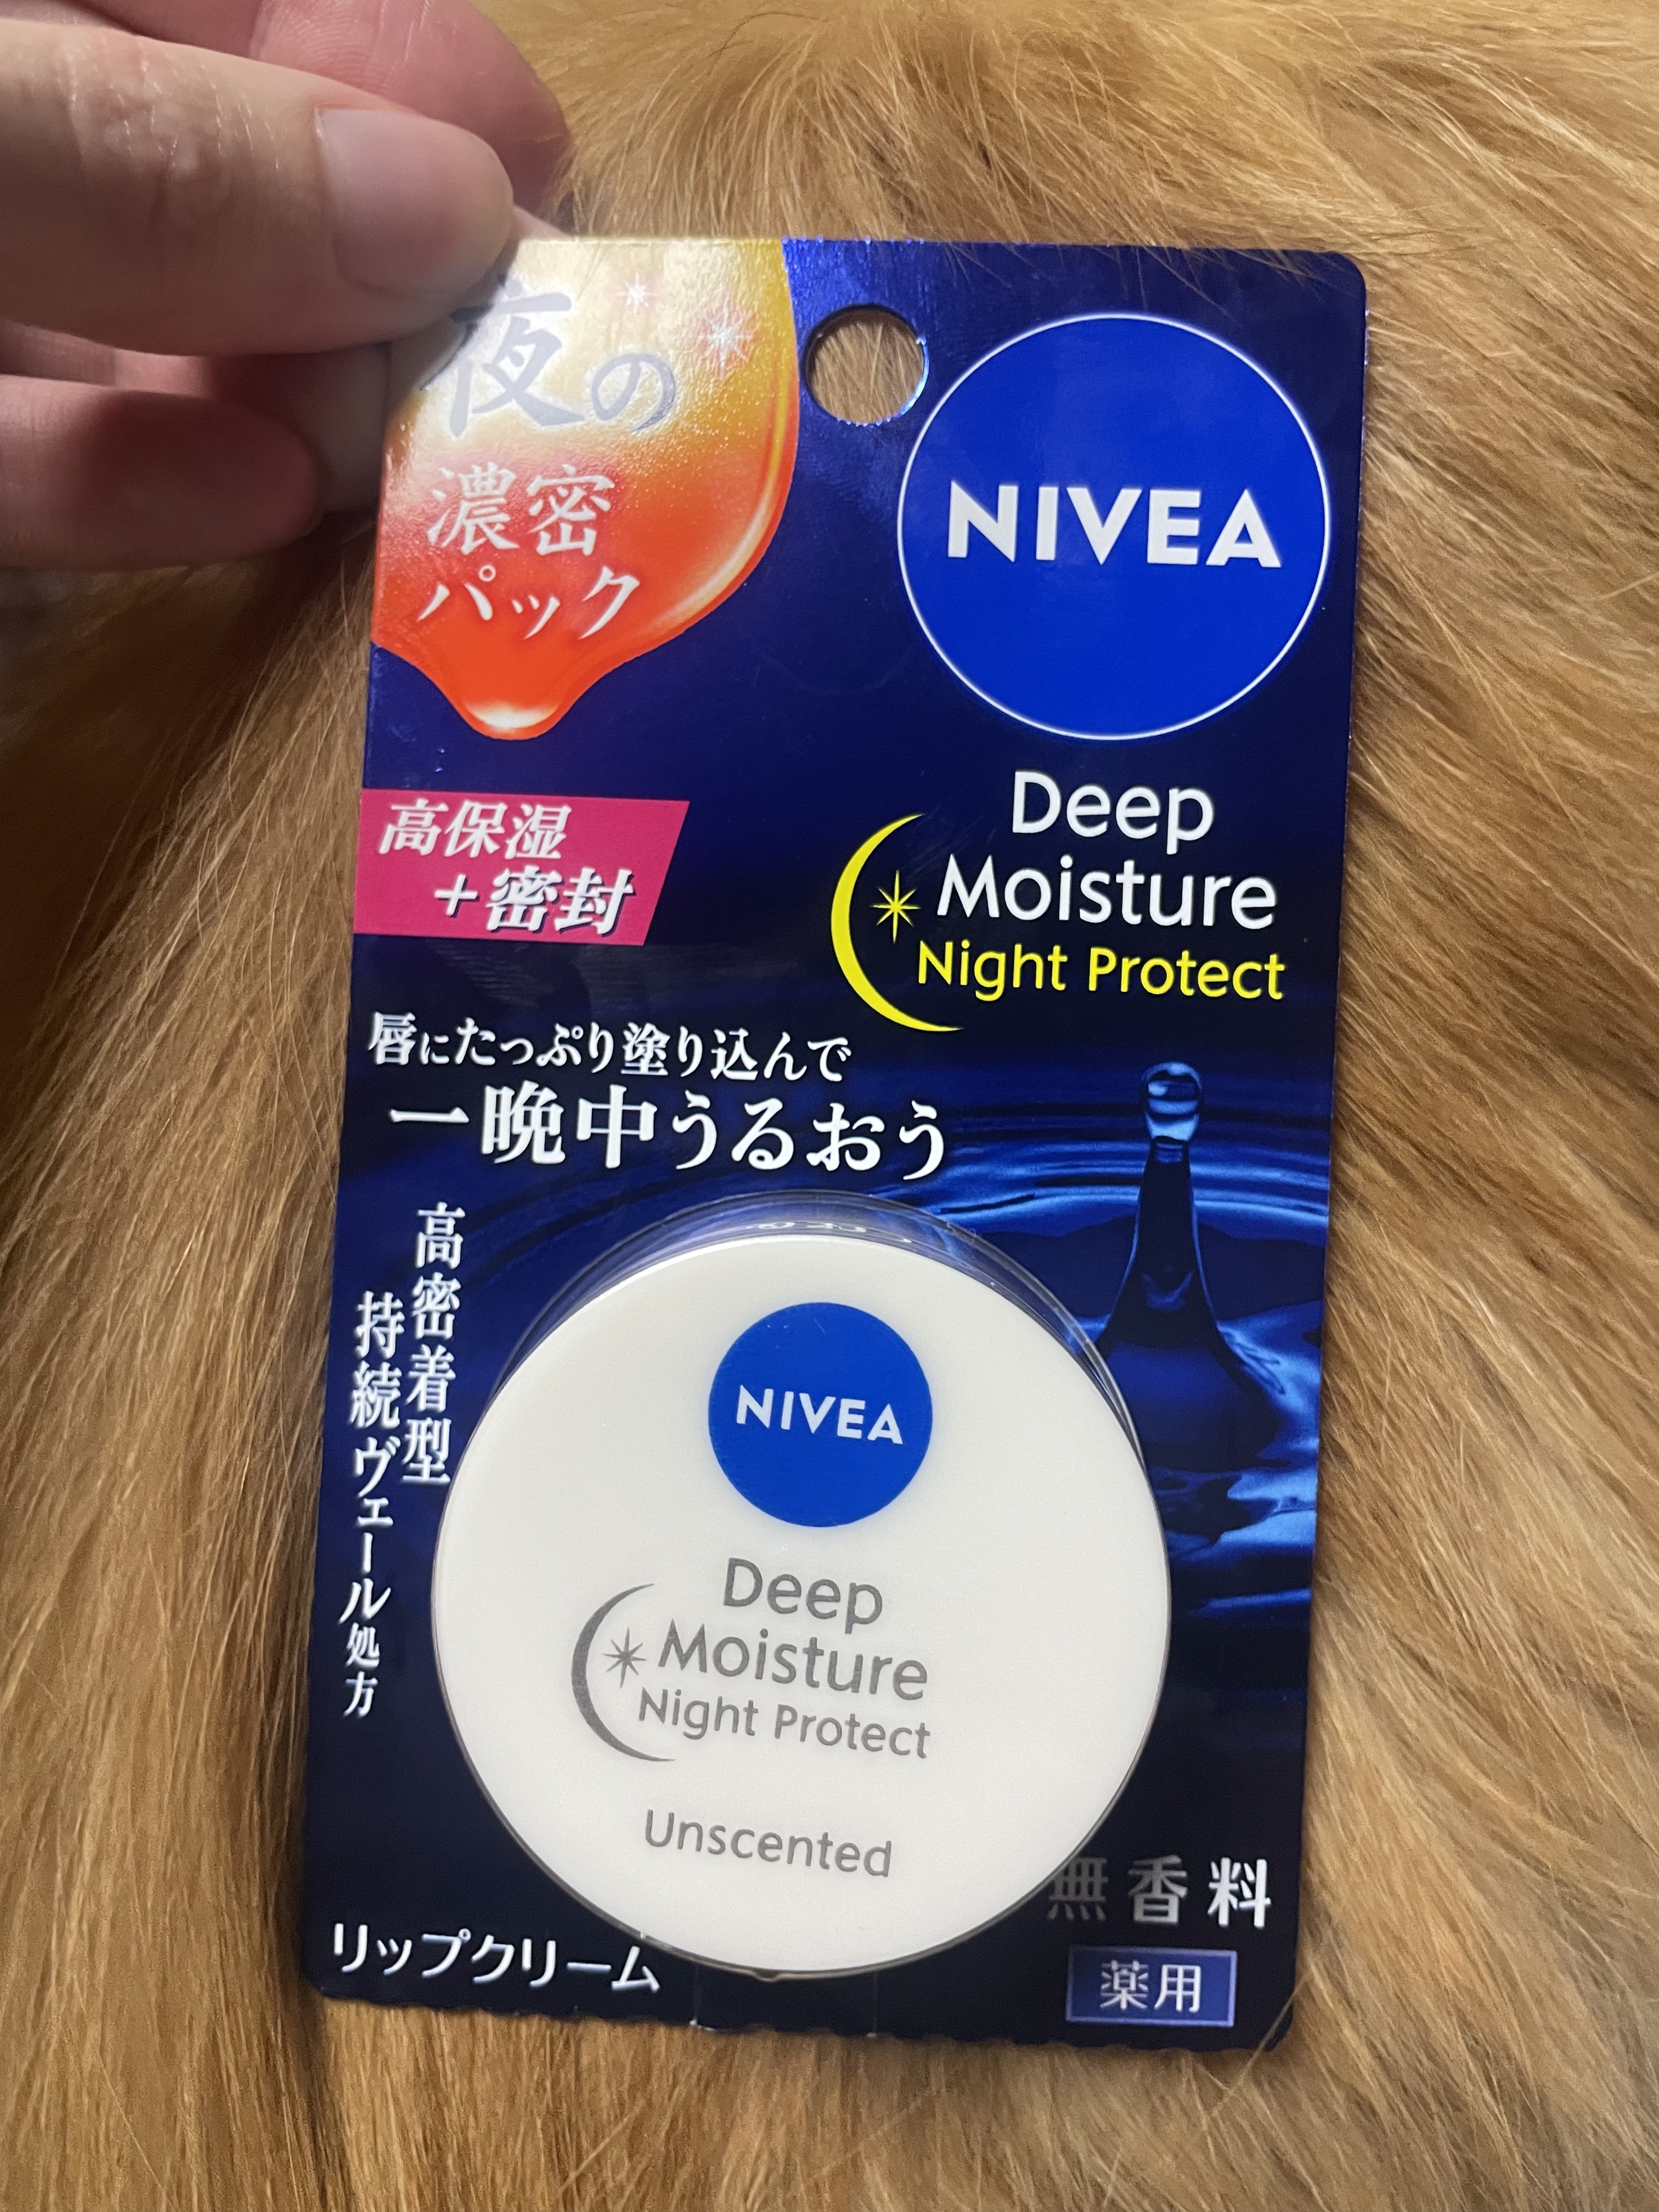 夜の
濃密
パック
NIVEA
Deep
Moisture
Night Protect
高保湿
+密封
唇にたっぷり塗り込んで
一晩中うるおう
高密着型
持続ヴェール処方
NIVEA
Deep
Moisture
Night Protect
Unscented
無香料
薬用
リップクリーム